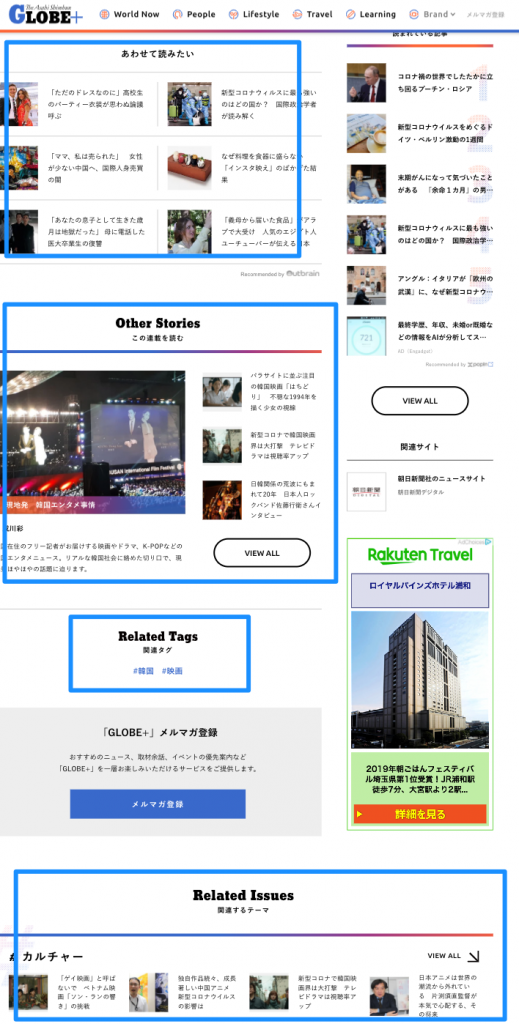 The Asahi Shimbun
GLOBE+
World Now
People
Lifestyle
Travel
Learning
Brand
メルマガ登録
あわせて読みたい
「ただのドレスなのに」高校生
のパーティー衣装が思わぬ論議
呼ぶ
新型コロナウィルスに最も強い
のはどの国か? 国際政治学者
が読み解く
「ママ、私は売られた」 女性
が少ない中国へ、国際人身売買
の闇
なぜ料理を食器に盛らない
「インスタ映え」のばかげた結
果
「あなたの息子として生きた歳
月は地獄だった」 母に電話した
医大卒業生の復讐
「義母から届いた食品」がアラ
ブで大受け 人気のエジプト人
ユーチューバーが伝える日本
Recommended by Outbrain
Other Stories
この連載を読む
BUSAN International Film Festival
現地発 韓国エンタメ事情
成川彩
在住のフリー記者がお届けする映画やドラマ、K-POPなどの
エンタメニュース。リアルな韓国社会に絡めた切り口で、現
ほやほやの話題に迫ります。
パラサイトに並ぶ注目
の韓国映画「はちど
り」 不穏な1994年を
描く少女の視線
新型コロナで韓国映画
界は大打撃 テレビド
ラマは視聴率アップ
日韓関係の荒波にもま
れて20年 日本人ロッ
クバンド佐藤行衛さんイ
ンタビュー
VIEW ALL
Related Tags
関連タグ
#韓国 #映画
「GLOBE+」メルマガ登録
おすすめのニュース、取材余話、イベントの優先案内など
「GLOBE+」を一層お楽しみいただけるサービスをご提供します。
メルマガ登録
読まれている記事
コロナ禍の世界でしたたかに立
ち回るプーチン・ロシア
1
新型コロナウイルスをめぐるド
イツ・ベルリン激動の1週間
2
末期がんになって気づいたこと
がある 「余命1カ月」の男…
3
新型コロナウィルスに最も強い
のはどの国か? 国際政治学…
4
アングル:イタリアが「欧州の
武漢」に、なぜ新型コロナウ…
5
721
最終学歴、年収、未婚or既婚な
どの情報をAIが分析してス…
Recommended by
VIEW ALL
関連サイト
朝日新聞
DIGITAL
朝日新聞社のニュースサイト
朝日新聞デジタル
AdChoices
Rakuten Travel
ロイヤルパインズホテル浦和
2019年朝ごはんフェスティバ
ル埼玉県第1位受賞!JR浦和駅
徒歩7分、大宮駅より2駅...
詳細を見る
Related Issues
関連するテーマ
#カルチャー
VIEW ALL
「ゲイ映画」と呼ば
ないで ベトナム映
画「ソン・ランの響
き」の挑戦
独自作品続々、成長
著しい中国アニメ
新型コロナウイルス
の影響は
新型コロナで韓国映
画界は大打撃 テレ
ビドラマは視聴率ア
ップ
日本アニメは世界の
潮流から外れてい
る 片渕須直監督が
本気で心配する、そ
の将来